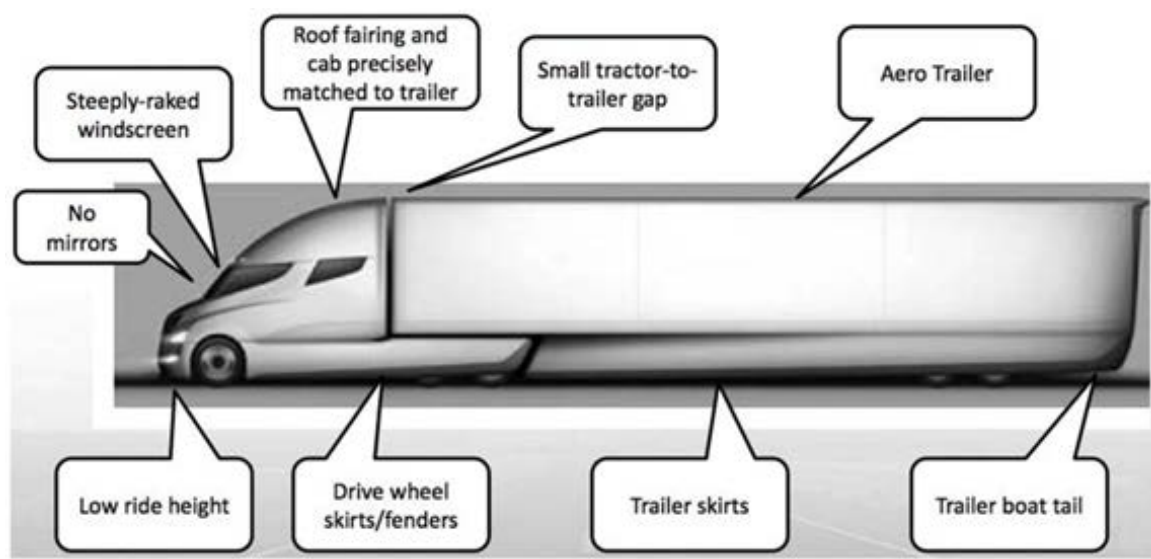 Roof fairing and
cab precisely
matched to trailer
Small tractor-to-
trailer gap
Aero Trailer
Steeply-raked
windscreen
No
mirrors
Low ride height
Drive wheel
skirts/fenders
Trailer skirts
Trailer boat tail